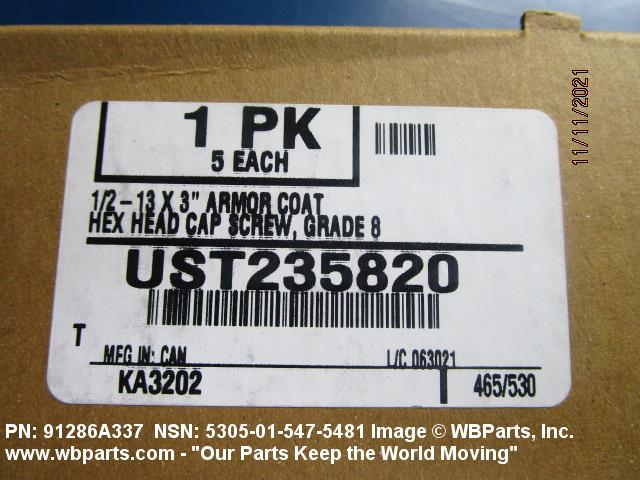 11/11/2021
1 PK
5 EACH
1/2-13 X 3" ARMOR COAT
HEX HEAD CAP SCREW, GRADE 8
UST235820
T
MFG IN: CAN L/C 063021
KA3202 T 465/530
PN: 91286A337 NSN: 5305-01-547-5481 Image © WBParts, Inc.
www.wbparts.com - "Our Parts Keep the World Moving"